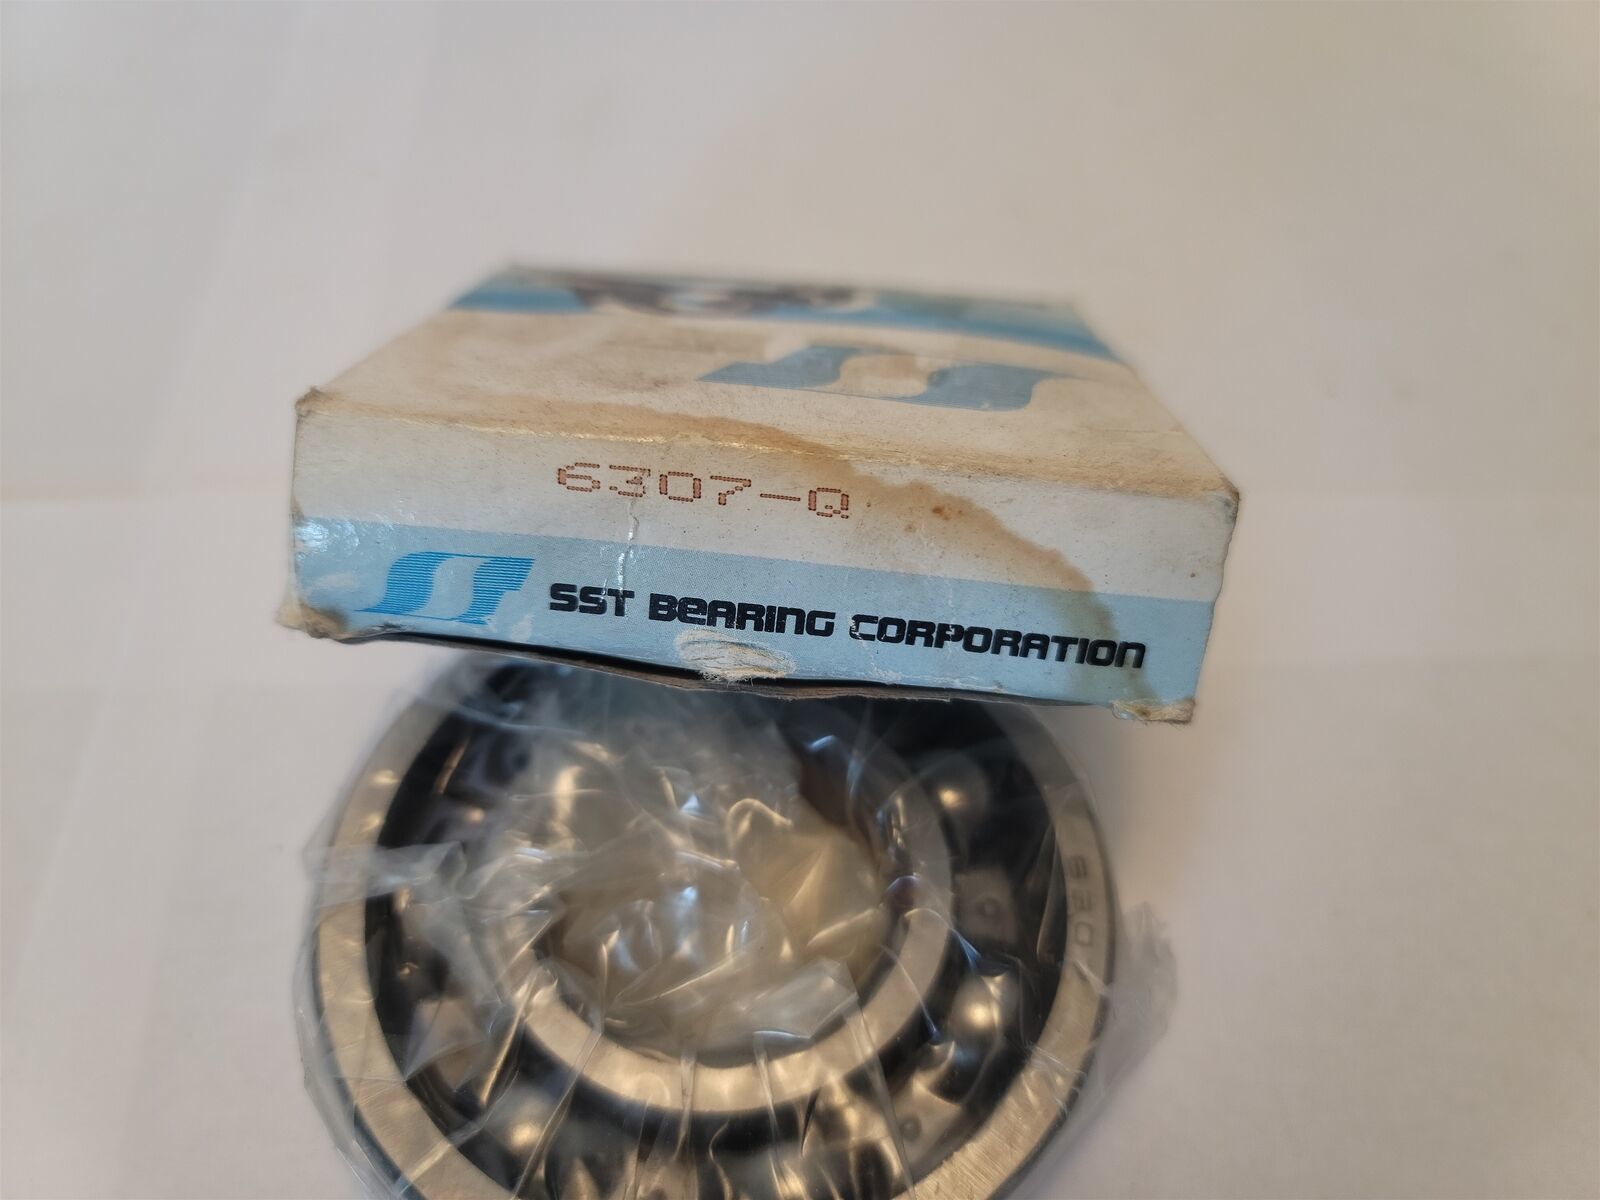 6307-Q
SST BEARING CORPORATION